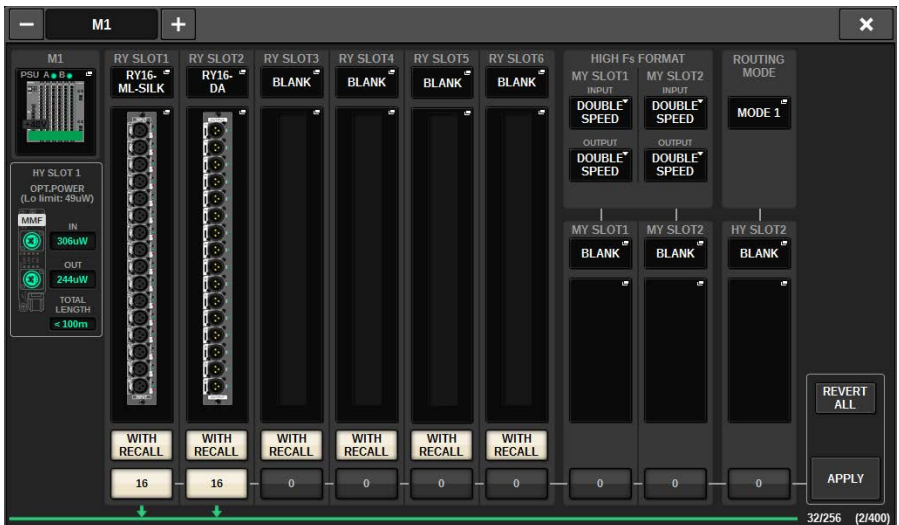 − M1 + ×
M1
PSU A B
HY SLOT 1
OPT.POWER
(Lo limit: 49uW)
MMF
IN
306uW
OUT
244uW
TOTAL
LENGTH
<100m
RY SLOT1
RY16-
ML-SILK
INPUT
WITH
RECALL
16
RY SLOT2
RY16-
DA
OUTPUT
OUTPUT
WITH
RECALL
16
RY SLOT3
BLANK
WITH
RECALL
0
RY SLOT4
BLANK
WITH
RECALL
0
RY SLOT5
BLANK
WITH
RECALL
0
RY SLOT6
BLANK
WITH
RECALL
0
HIGH Fs FORMAT
MY SLOT1
INPUT
DOUBLE
SPEED
OUTPUT
DOUBLE
SPEED
MY SLOT2
INPUT
DOUBLE
SPEED
OUTPUT
DOUBLE
SPEED
MY SLOT1
BLANK
0
MY SLOT2
BLANK
0
ROUTING
MODE
MODE 1
HY SLOT2
BLANK
0
REVERT
ALL
APPLY
32/256 (2/400)